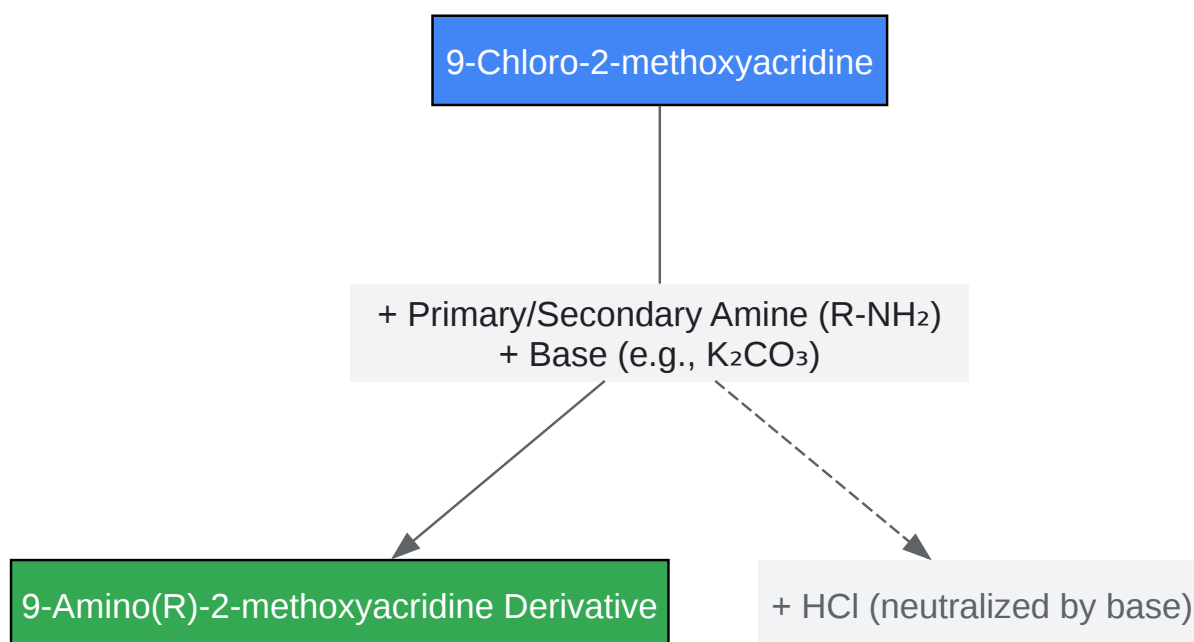 9-Chloro-2-methoxyacridine
+ Primary/Secondary Amine (R-NH₂)
+ Base (e.g., K₂CO₃)
9-Amino(R)-2-methoxyacridine Derivative
+ HCl (neutralized by base)